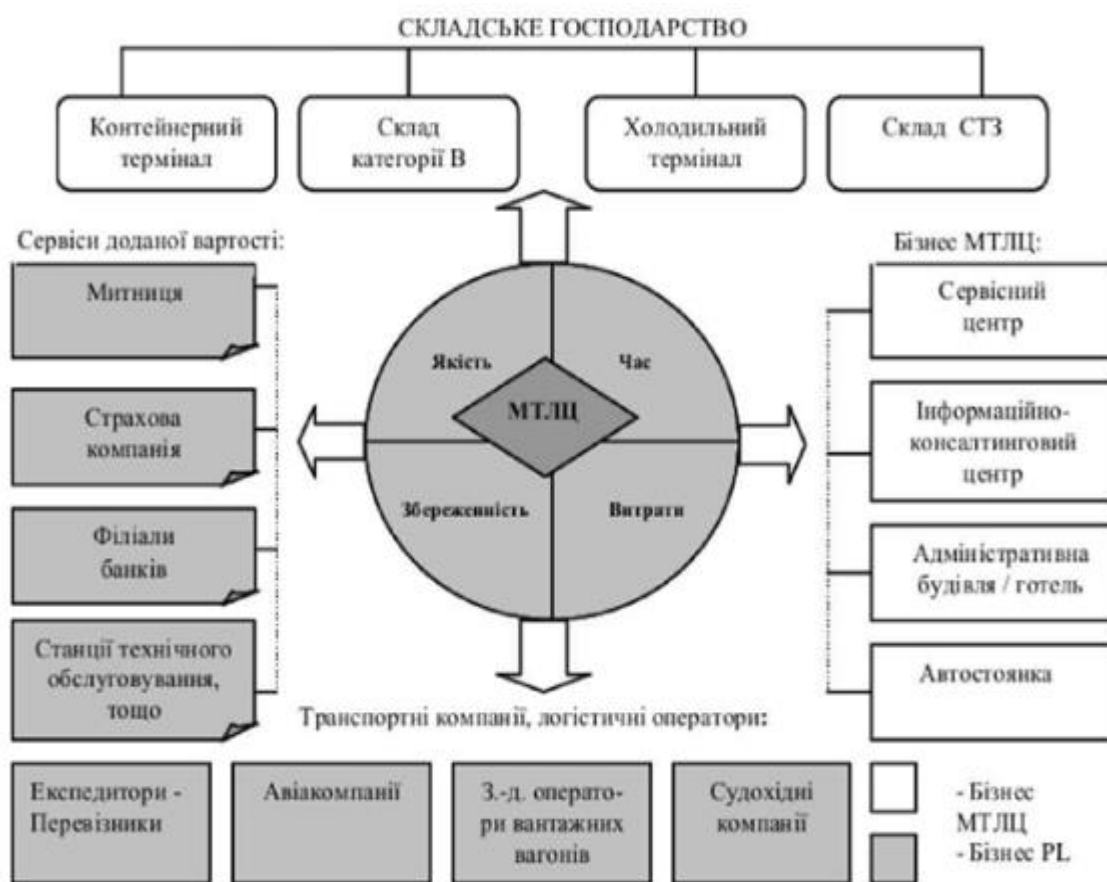 СКЛАДСЬКЕ ГОСПОДАРСТВО
Контейнерний
термінал
Склад
категорії В
Холодильний
термінал
Склад СТЗ
Сервіси доданої вартості:
Митниця
Страхова
компанія
Філіали
банків
Станції технічного
обслуговування,
тощо
Якість
Час
МТЛЦ
Збереженність
Витрати
Бізнес МТЛЦ:
Сервісний
центр
Інформаційно-
консалтинговий
центр
Адміністративна
будівля / готель
Автостоянка
Транспортні компанії, логістичні оператори:
Експедитори -
Перевізники
Авіакомпанії
З.-д. операто-
ри вантажних
вагонів
Судохідні
компанії
- Бізнес
МТЛЦ
- Бізнес PL